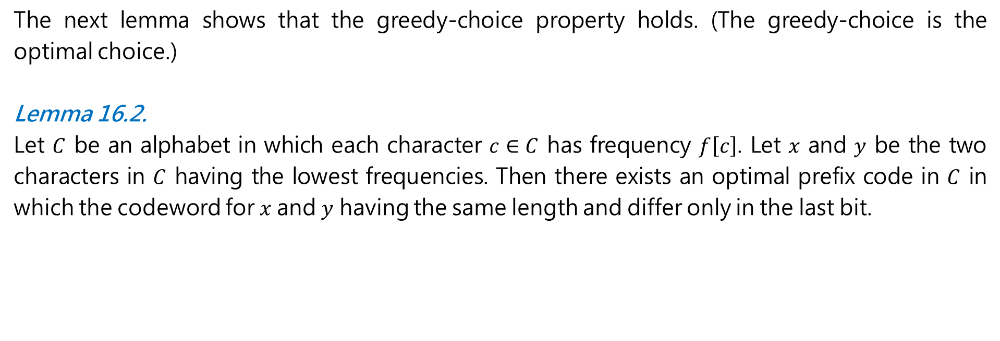 The next lemma shows that the greedy-choice property holds. (The greedy-choice is the
optimal choice.)
Lemma 16.2.
Let C be an alphabet in which each character c ∈ C has frequency f[c]. Let x and y be the two
characters in C having the lowest frequencies. Then there exists an optimal prefix code in C in
which the codeword for x and y having the same length and differ only in the last bit.